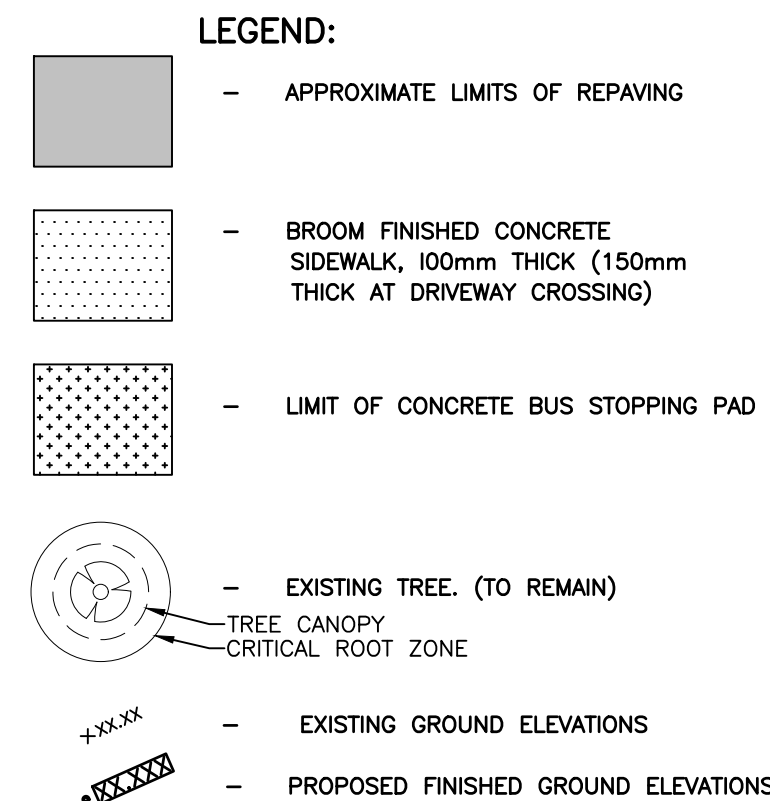 LEGEND:
– APPROXIMATE LIMITS OF REPAVING
– BROOM FINISHED CONCRETE
SIDEWALK, 100mm THICK (150mm
THICK AT DRIVEWAY CROSSING)
– LIMIT OF CONCRETE BUS STOPPING PAD
– EXISTING TREE. (TO REMAIN)
TREE CANOPY
CRITICAL ROOT ZONE
+XX.XX – EXISTING GROUND ELEVATIONS
XX.XXX – PROPOSED FINISHED GROUND ELEVATIONS